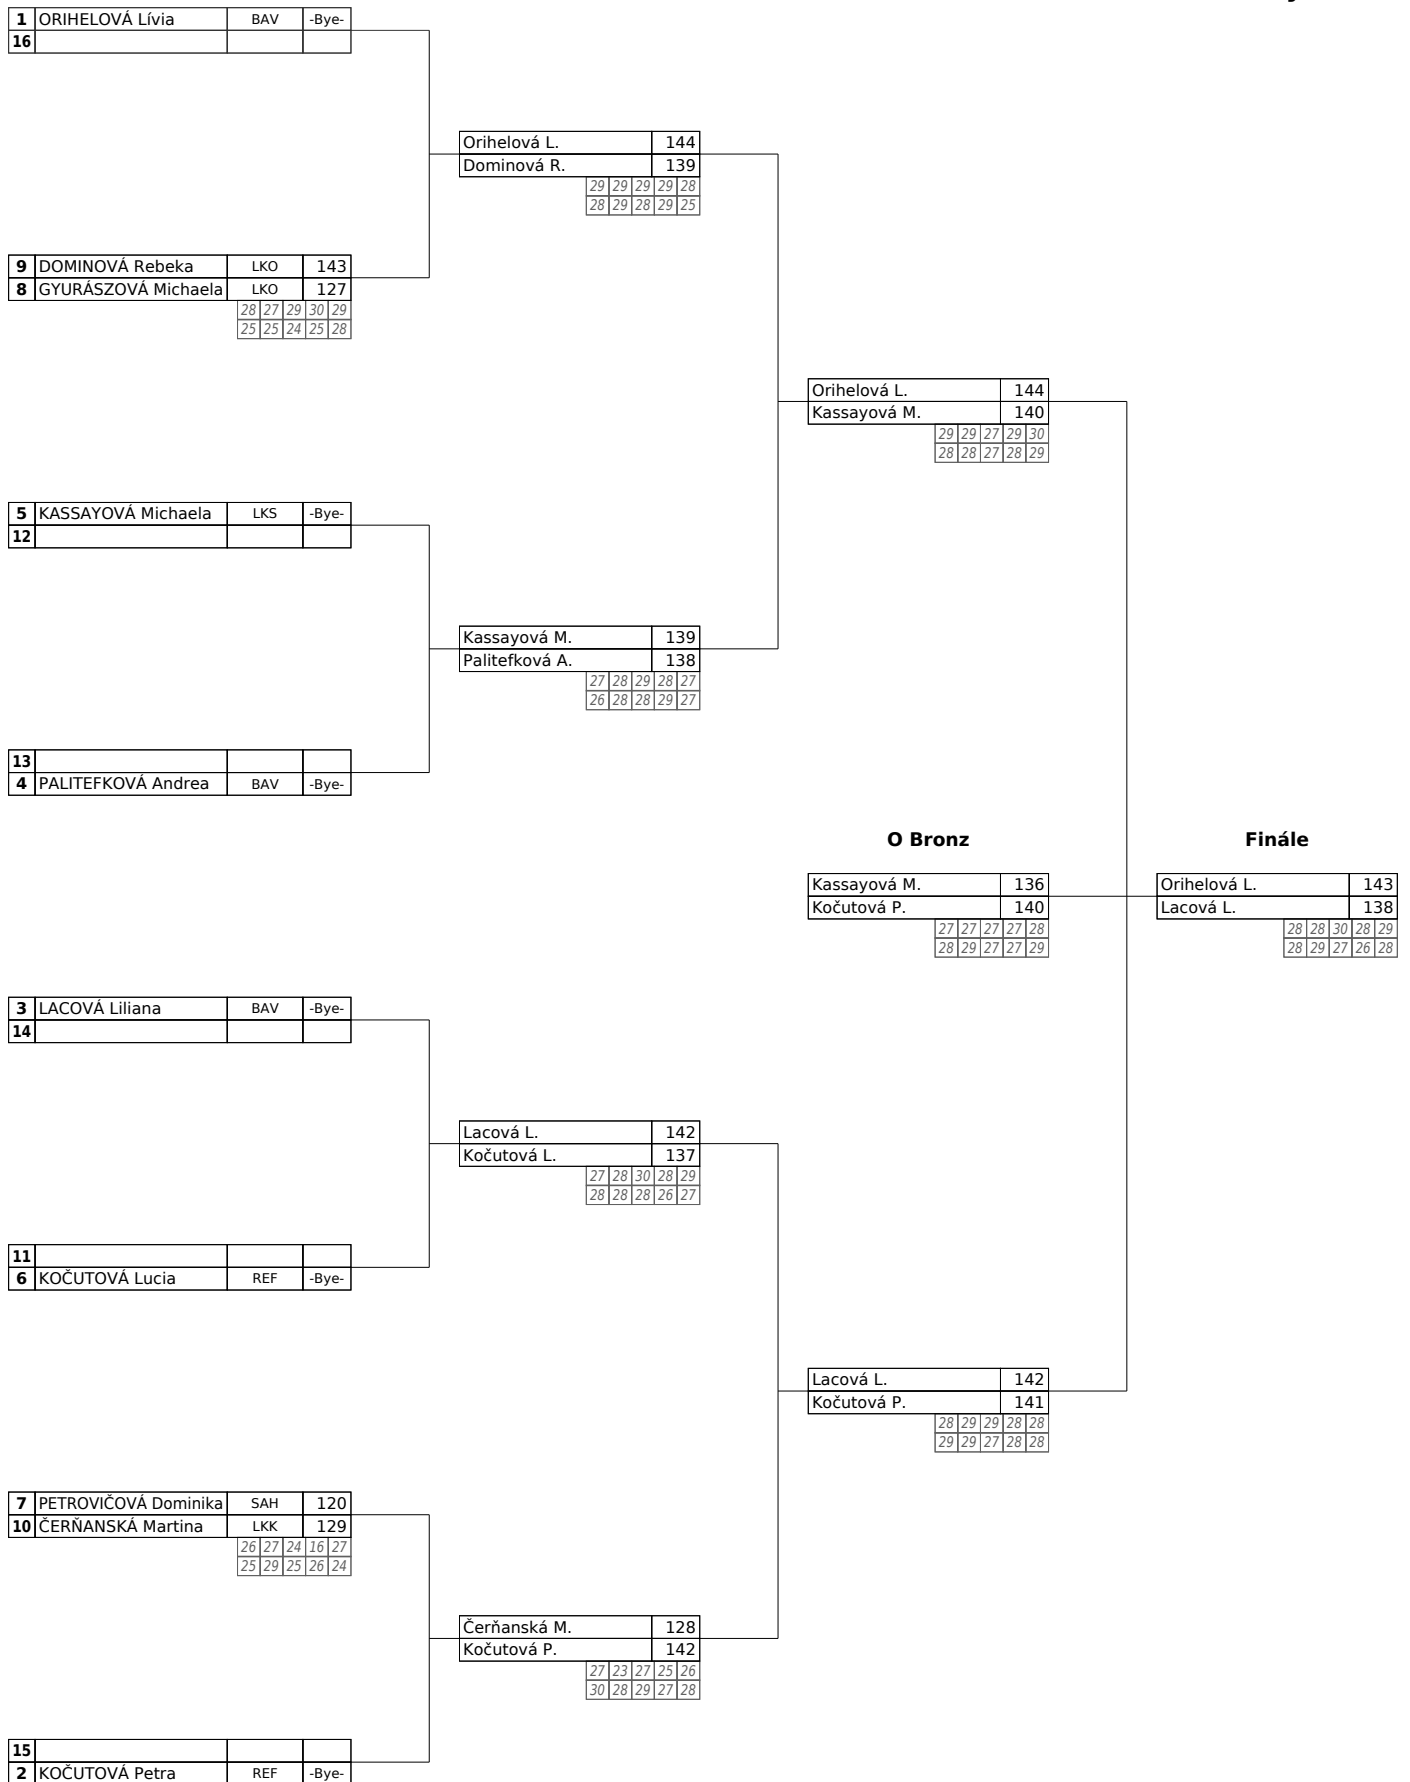 1 ORIHELOVÁ Lívia BAV -Bye-
16
Orihelová L. 144
Dominová R. 139
29 29 29 29 28
28 29 28 29 25
9 DOMINOVÁ Rebeka LKO 143
8 GYURÁSZOVÁ Michaela LKO 127
28 27 29 30 29
25 25 24 25 28
Orihelová L. 144
Kassayová M. 140
29 29 27 29 30
28 28 27 28 29
5 KASSAYOVÁ Michaela LKS -Bye-
12
Kassayová M. 139
Palitefková A. 138
27 28 29 28 27
26 28 28 29 27
13
4 PALITEFKOVÁ Andrea BAV -Bye-
O Bronz
Kassayová M. 136
Kočutová P. 140
27 27 27 27 28
28 29 27 27 29
Finále
Orihelová L. 143
Lacová L. 138
28 28 30 28 29
28 29 27 26 28
3 LACOVÁ Liliana BAV -Bye-
14
Lacová L. 142
Kočutová L. 137
27 28 30 28 29
28 28 28 26 27
11
6 KOČUTOVÁ Lucia REF -Bye-
Lacová L. 142
Kočutová P. 141
28 29 29 28 28
29 29 27 28 28
7 PETROVIČOVÁ Dominika SAH 120
10 ČERŇANSKÁ Martina LKK 129
26 27 24 16 27
25 29 25 26 24
Čerňanská M. 128
Kočutová P. 142
27 23 27 25 26
30 28 29 27 28
15
2 KOČUTOVÁ Petra REF -Bye-